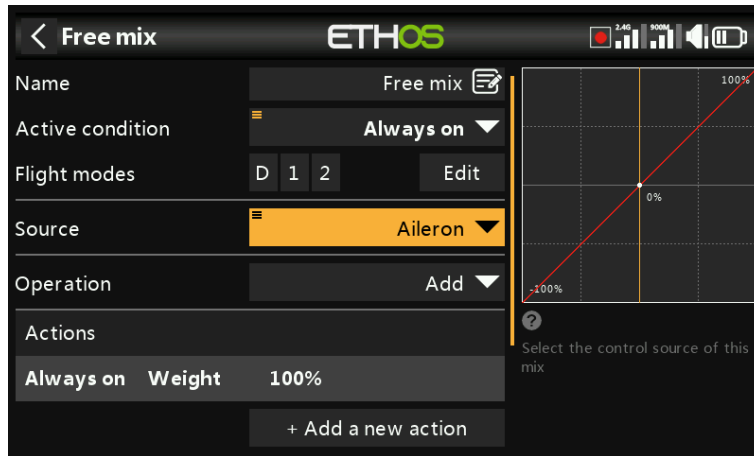 Free mix
ETHOS
2.4G
900M
Name
Free mix
Active condition
Always on
Flight modes
D 1 2
Edit
Source
Aileron
Operation
Add
Actions
Always on Weight 100%
+ Add a new action
100%
0%
-100%
?
Select the control source of this
mix